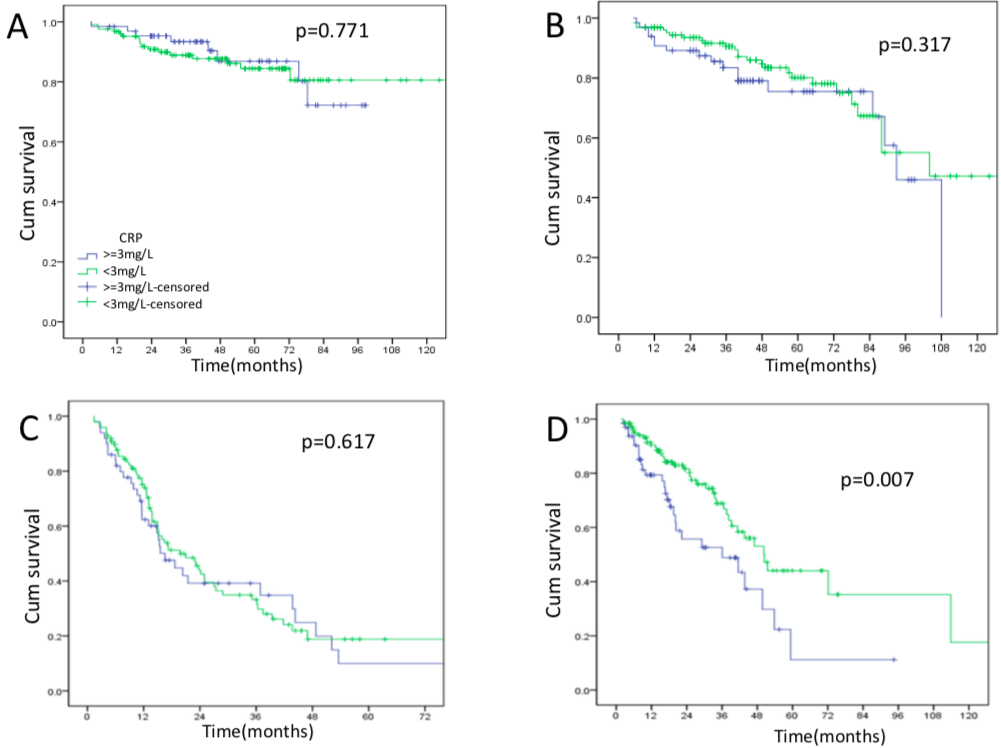 A
p=0.771
Cum survival
1.0
0.8
0.6
0.4
0.2
0.0
CRP
>=3mg/L
<3mg/L
>=3mg/L-censored
<3mg/L-censored
0 12 24 36 48 60 72 84 96 108 120
Time(months)
B
p=0.317
Cum survival
1.0
0.8
0.6
0.4
0.2
0.0
0 12 24 36 48 60 72 84 96 108 120
Time(months)
C
p=0.617
Cum survival
1.0
0.8
0.6
0.4
0.2
0.0
0 12 24 36 48 60 72
Time(months)
D
p=0.007
Cum survival
1.0
0.8
0.6
0.4
0.2
0.0
0 12 24 36 48 60 72 84 96 108 120
Time(months)